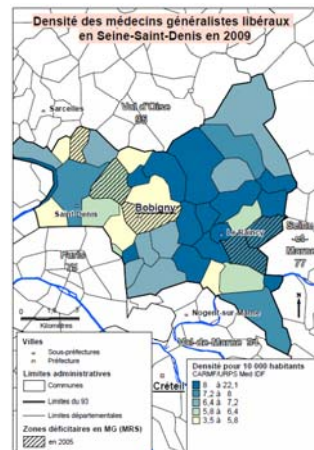 Densité des médecins généralistes libéraux
en Seine-Saint-Denis en 2009
Sarcelles
Val d'Oise
95
Saint-Denis
Bobigny
Le Raincy
Seine-
et-
Marne
77
Paris
75
Nogent-sur-Marne
Val-de-Marne 94
Créteil
Kilomètres
Villes
Sous-préfectures
Préfecture
Limites administratives
Communes
Limites du 93
Limites départementales
Zones déficitaires en MG (MRS)
en 2005
Densité pour 10 000 habitants
CARMF/URPS Med IDF
8 à 22,1
7,2 à 8
6,4 à 7,2
5,8 à 6,4
3,5 à 5,8